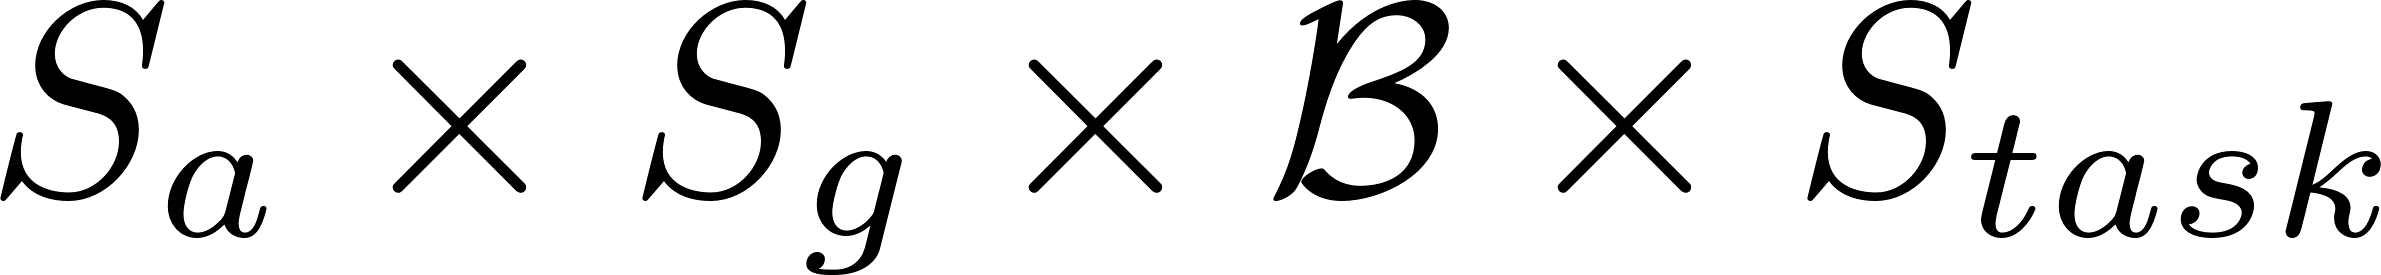 S_a × S_g × ℬ × S_task